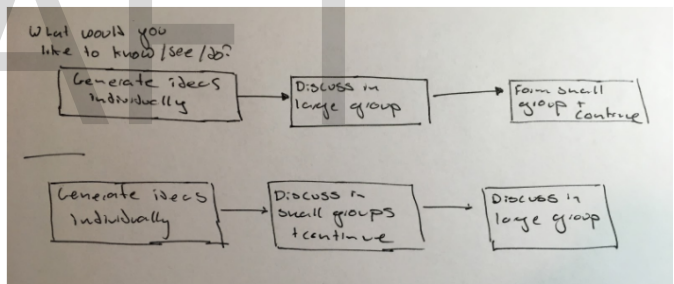 What would you
like to know/see/do?
Generate ideas
individually
Discuss in
large group
Form small
group +
continue
Generate ideas
individually
Discuss in
small groups
+ continue
Discuss in
large group